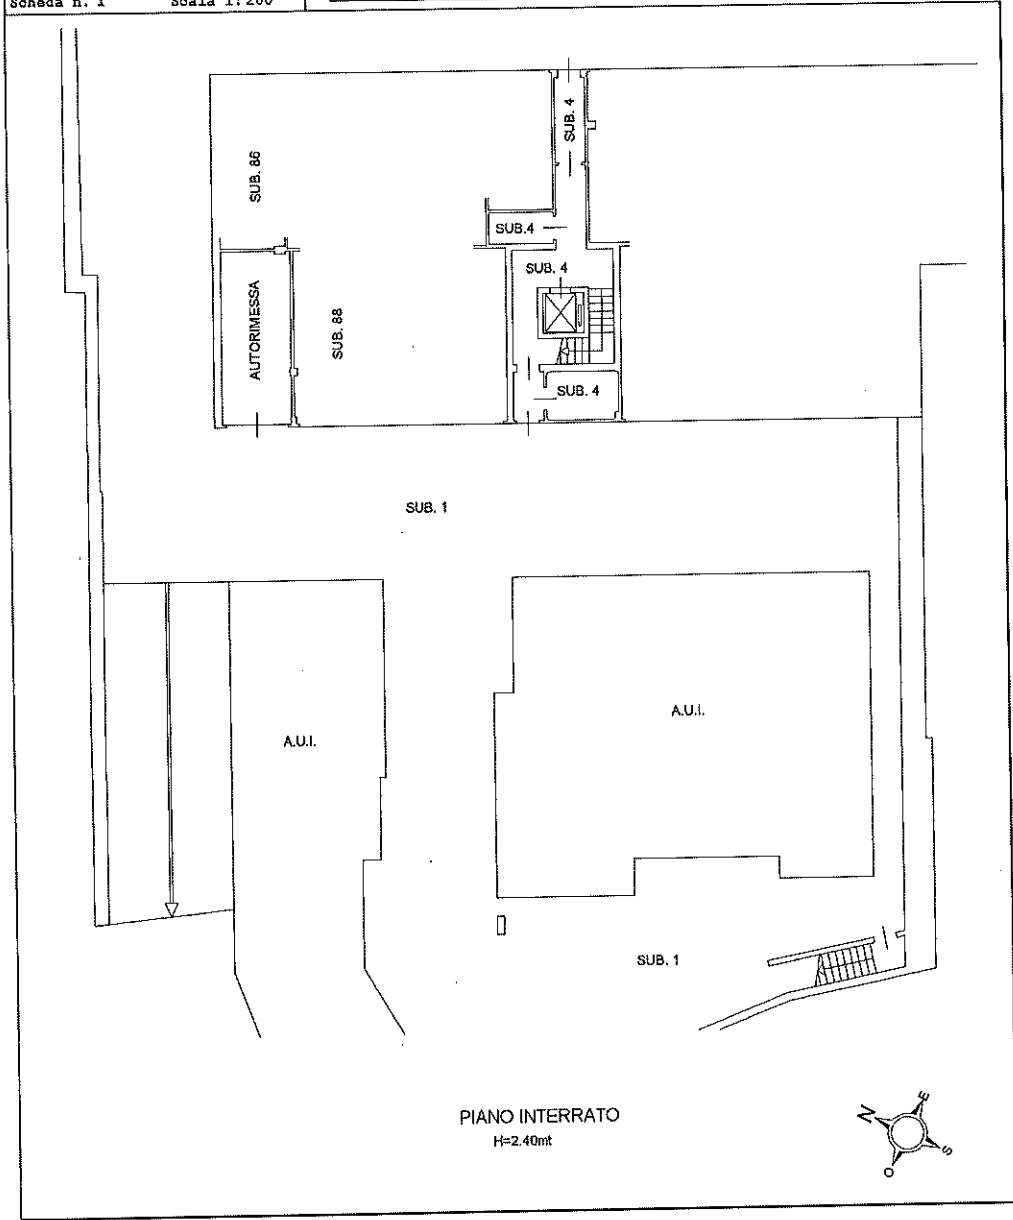 Scheda n. 1 Scala 1:200
SUB. 4
SUB. 86
SUB.4
SUB. 4
AUTORIMESSA
SUB. 88
SUB. 4
SUB. 1
A.U.I.
A.U.I.
SUB. 1
PIANO INTERRATO
H=2.40mt
N
E
S
O